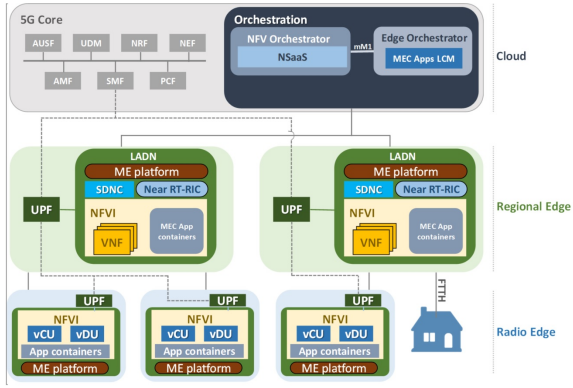 5G Core
AUSF
UDM
NRF
NEF
AMF
SMF
PCF
Orchestration
NFV Orchestrator
NSaaS
mM1
Edge Orchestrator
MEC Apps LCM
Cloud
LADN
ME platform
SDNC
Near RT-RIC
UPF
NFVI
VNF
MEC App
containers
LADN
ME platform
SDNC
Near RT-RIC
UPF
NFVI
VNF
MEC App
containers
Regional Edge
UPF
NFVI
vCU
vDU
App containers
ME platform
UPF
NFVI
vCU
vDU
App containers
ME platform
UPF
NFVI
vCU
vDU
App containers
ME platform
FTTH
Radio Edge